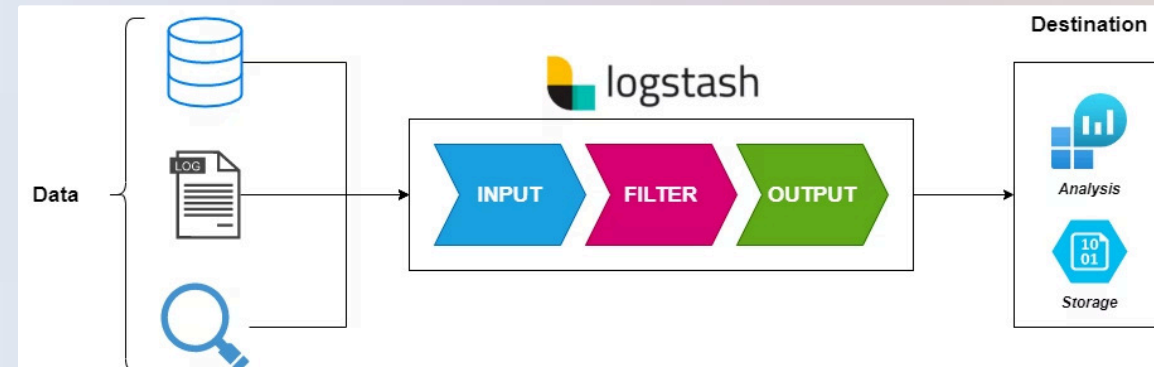 Destination
logstash
LOG
Data
INPUT
FILTER
OUTPUT
Analysis
10
01
Storage